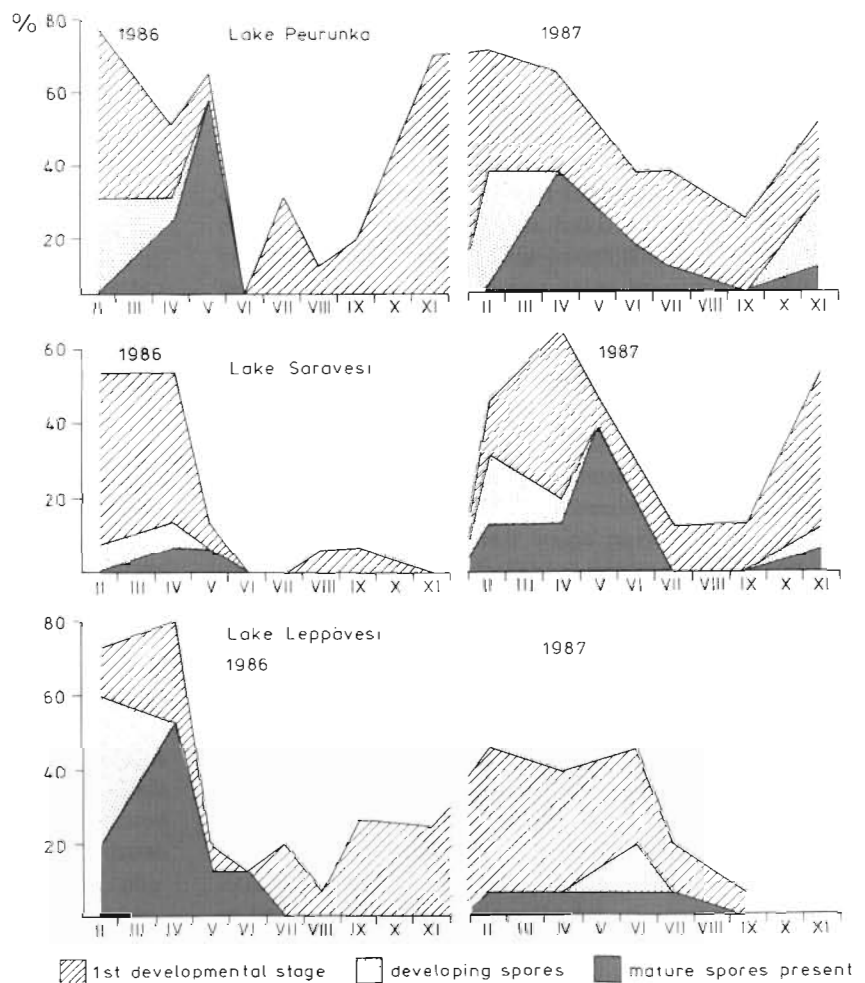 % 80 1986 Lake Peurunka 1987
60
40
20
II III IV V VI VII VIII IX X XI II III IV V VI VII VIII IX X XI
60 1986 Lake Saravesi 1987
40
20
II III IV V VI VII VIII IX X XI II III IV V VI VII VIII IX X XI
80 Lake Leppävesi
1986 1987
60
40
20
II III IV V VI VII VIII IX X XI II III IV V VI VII VIII IX X XI
1st developmental stage developing spores mature spores present